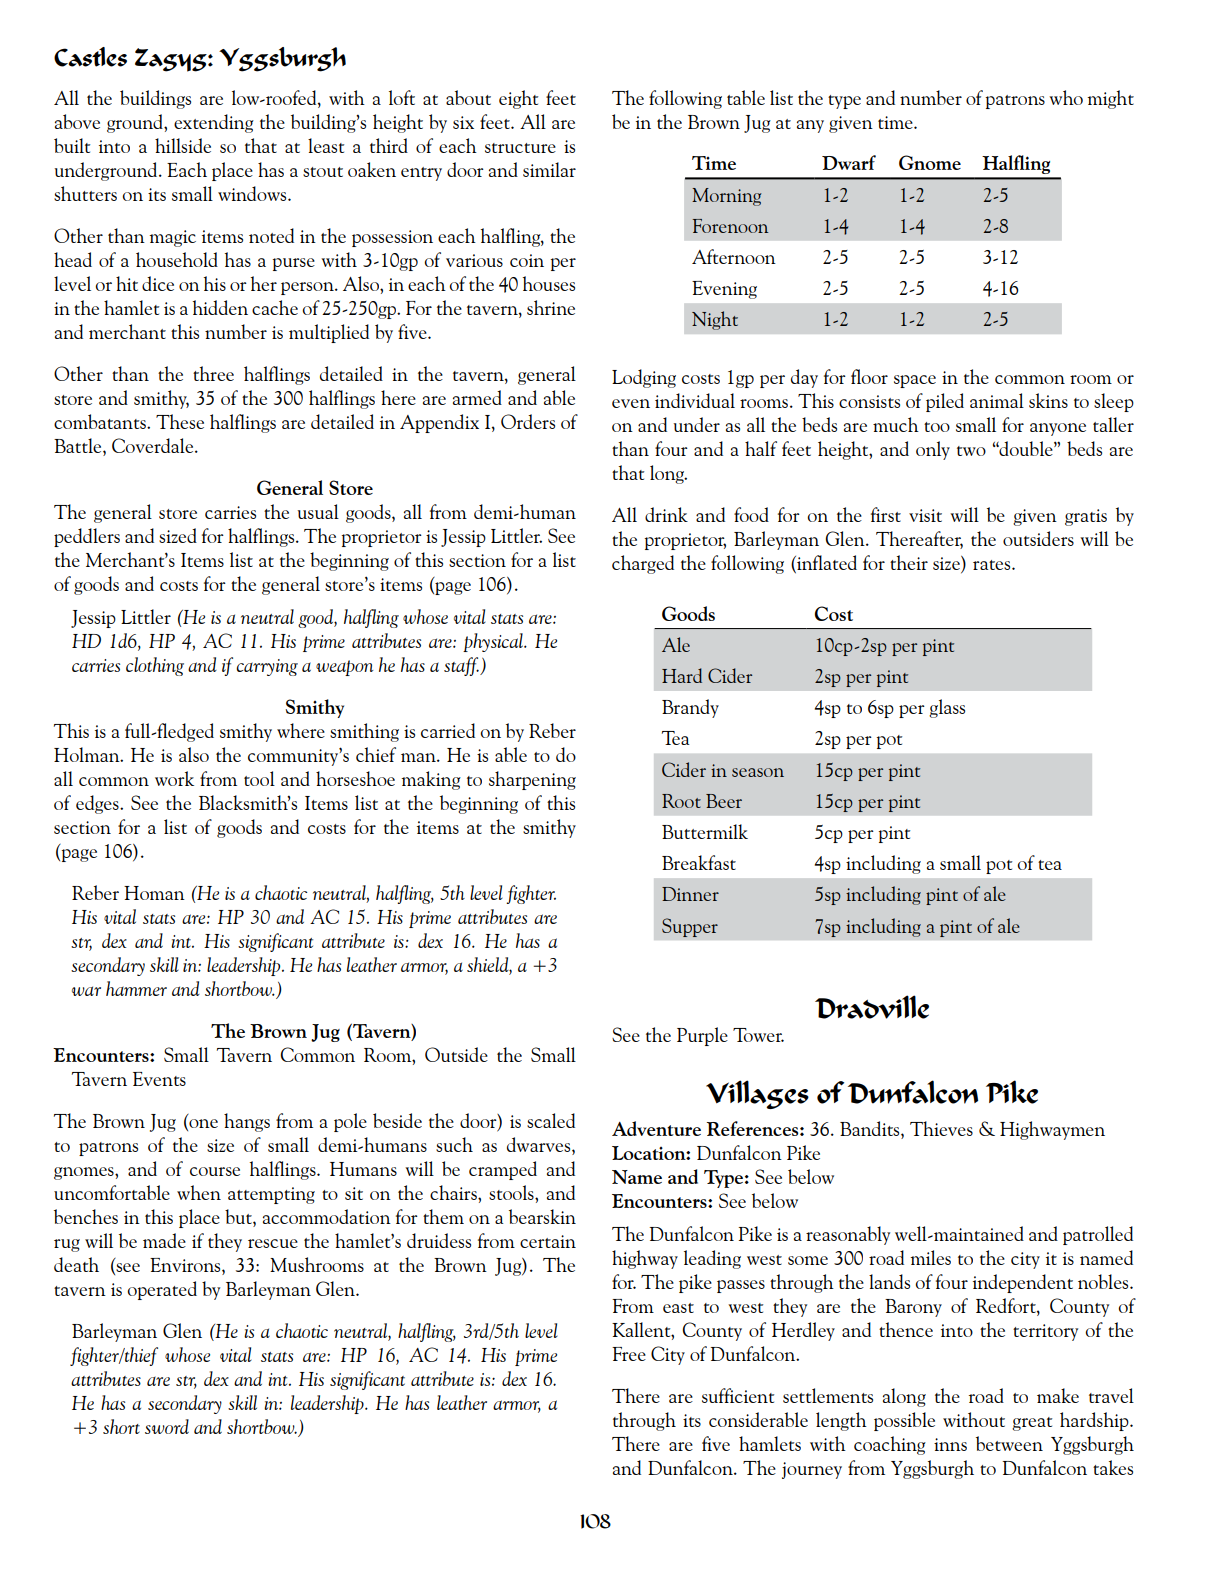 Castles Zagyg: Yggsburgh
All the buildings are low-roofed, with a loft at about eight feet
above ground, extending the building's height by six feet. All are
built into a hillside so that at least a third of each structure is
underground. Each place has a stout oaken entry door and similar
shutters on its small windows.
Other than magic items noted in the possession each halfling, the
head of a household has a purse with 3-10gp of various coin per
level or hit dice on his or her person. Also, in each of the 40 houses
in the hamlet is a hidden cache of 25-250gp. For the tavern, shrine
and merchant this number is multiplied by five.
Other than the three halflings detailed in the tavern, general
store and smithy, 35 of the 300 halflings here are armed and able
combatants. These halflings are detailed in Appendix I, Orders of
Battle, Coverdale.
General Store
The general store carries the usual goods, all from demi-human
peddlers and sized for halflings. The proprietor is Jessip Littler. See
the Merchant's Items list at the beginning of this section for a list
of goods and costs for the general store's items (page 106).
Jessip Littler (He is a neutral good, halfling whose vital stats are:
HD 1d6, HP 4, AC 11. His prime attributes are: physical. He
carries clothing and if carrying a weapon he has a staff.)
Smithy
This is a full-fledged smithy where smithing is carried on by Reber
Holman. He is also the community's chief man. He is able to do
all common work from tool and horseshoe making to sharpening
of edges. See the Blacksmith's Items list at the beginning of this
section for a list of goods and costs for the items at the smithy
(page 106).
Reber Homan (He is a chaotic neutral, halfling, 5th level fighter.
His vital stats are: HP 30 and AC 15. His prime attributes are
str, dex and int. His significant attribute is: dex 16. He has a
secondary skill in: leadership. He has leather armor, a shield, a +3
war hammer and shortbow.)
The Brown Jug (Tavern)
Encounters: Small Tavern Common Room, Outside the Small
Tavern Events
The Brown Jug (one hangs from a pole beside the door) is scaled
to patrons of the size of small demi-humans such as dwarves,
gnomes, and of course halflings. Humans will be cramped and
uncomfortable when attempting to sit on the chairs, stools, and
benches in this place but, accommodation for them on a bearskin
rug will be made if they rescue the hamlet's druidess from certain
death (see Environs, 33: Mushrooms at the Brown Jug). The
tavern is operated by Barleyman Glen.
Barleyman Glen (He is a chaotic neutral, halfling, 3rd/5th level
fighter/thief whose vital stats are: HP 16, AC 14. His prime
attributes are str, dex and int. His significant attribute is: dex 16.
He has a secondary skill in: leadership. He has leather armor, a
+3 short sword and shortbow.)
The following table list the type and number of patrons who might
be in the Brown Jug at any given time.
Time Dwarf Gnome Halfling
Morning 1-2 1-2 2-5
Forenoon 1-4 1-4 2-8
Afternoon 2-5 2-5 3-12
Evening 2-5 2-5 4-16
Night 1-2 1-2 2-5
Lodging costs 1gp per day for floor space in the common room or
even individual rooms. This consists of piled animal skins to sleep
on and under as all the beds are much too small for anyone taller
than four and a half feet height, and only two “double” beds are
that long.
All drink and food for on the first visit will be given gratis by
the proprietor, Barleyman Glen. Thereafter, the outsiders will be
charged the following (inflated for their size) rates.
Goods Cost
Ale 10cp-2sp per pint
Hard Cider 2sp per pint
Brandy 4sp to 6sp per glass
Tea 2sp per pot
Cider in season 15cp per pint
Root Beer 15cp per pint
Buttermilk 5cp per pint
Breakfast 4sp including a small pot of tea
Dinner 5sp including pint of ale
Supper 7sp including a pint of ale
Dradville
See the Purple Tower.
Villages of Dunfalcon Pike
Adventure References: 36. Bandits, Thieves & Highwaymen
Location: Dunfalcon Pike
Name and Type: See below
Encounters: See below
The Dunfalcon Pike is a reasonably well-maintained and patrolled
highway leading west some 300 road miles to the city it is named
for. The pike passes through the lands of four independent nobles.
From east to west they are the Barony of Redfort, County of
Kallent, County of Herdley and thence into the territory of the
Free City of Dunfalcon.
There are sufficient settlements along the road to make travel
through its considerable length possible without great hardship.
There are five hamlets with coaching inns between Yggsburgh
and Dunfalcon. The journey from Yggsburgh to Dunfalcon takes
108